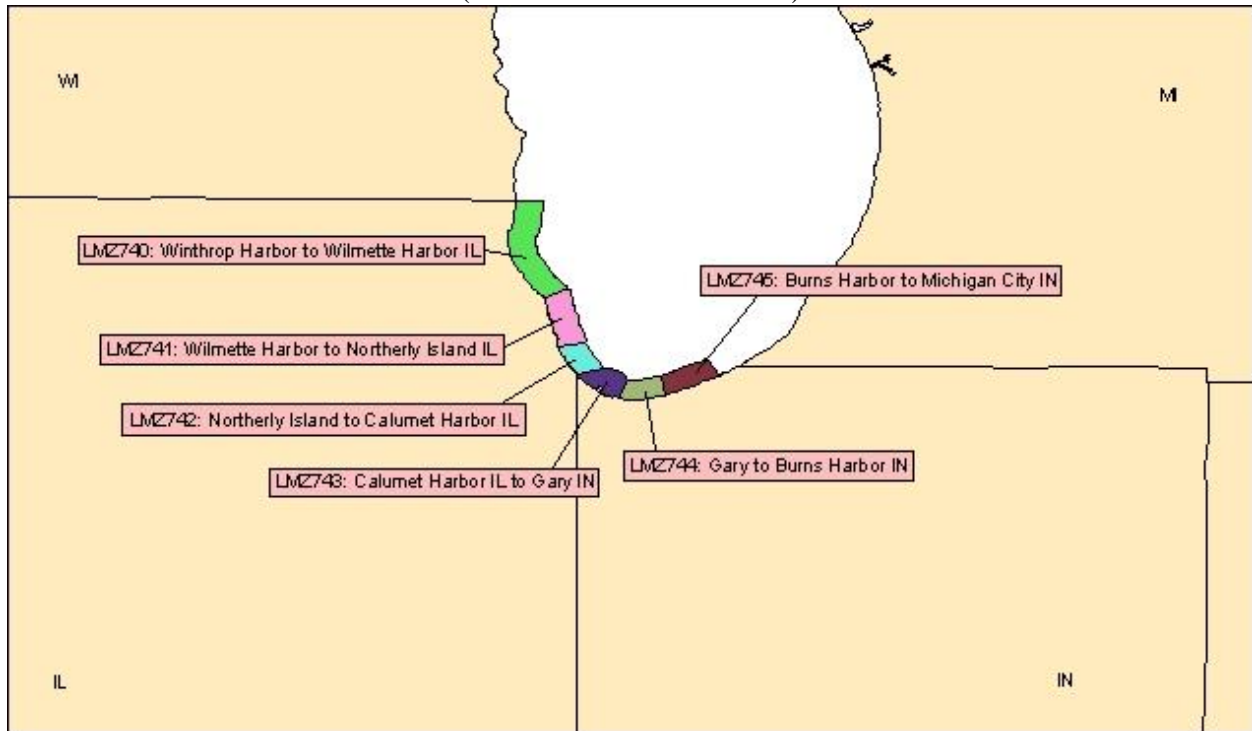 WI
MI
LMZ740: Winthrop Harbor to Wilmette Harbor IL
LMZ745: Burns Harbor to Michigan City IN
LMZ741: Wilmette Harbor to Northerly Island IL
LMZ742: Northerly Island to Calumet Harbor IL
LMZ744: Gary to Burns Harbor IN
LMZ743: Calumet Harbor IL to Gary IN
IL
IN